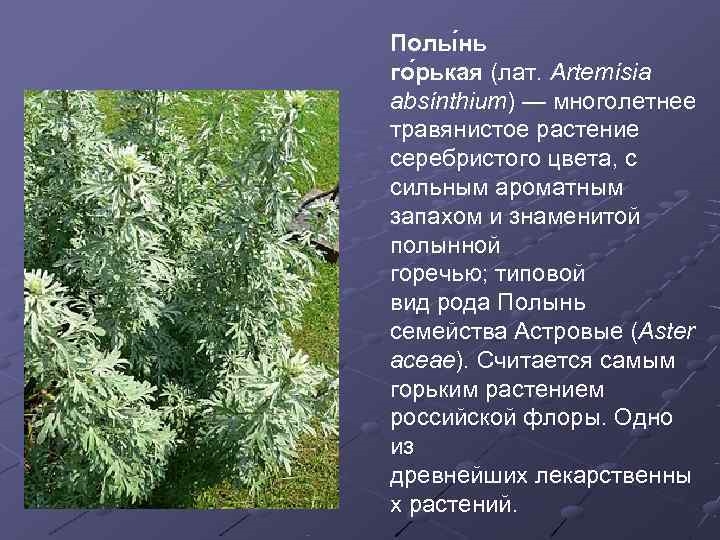 Полы́нь
го́рькая (лат. Artemísia
absínthium) — многолетнее
травянистое растение
серебристого цвета, с
сильным ароматным
запахом и знаменитой
полынной
горечью; типовой
вид рода Полынь
семейства Астровые (Aster
aceae). Считается самым
горьким растением
российской флоры. Одно
из
древнейших лекарственны
х растений.